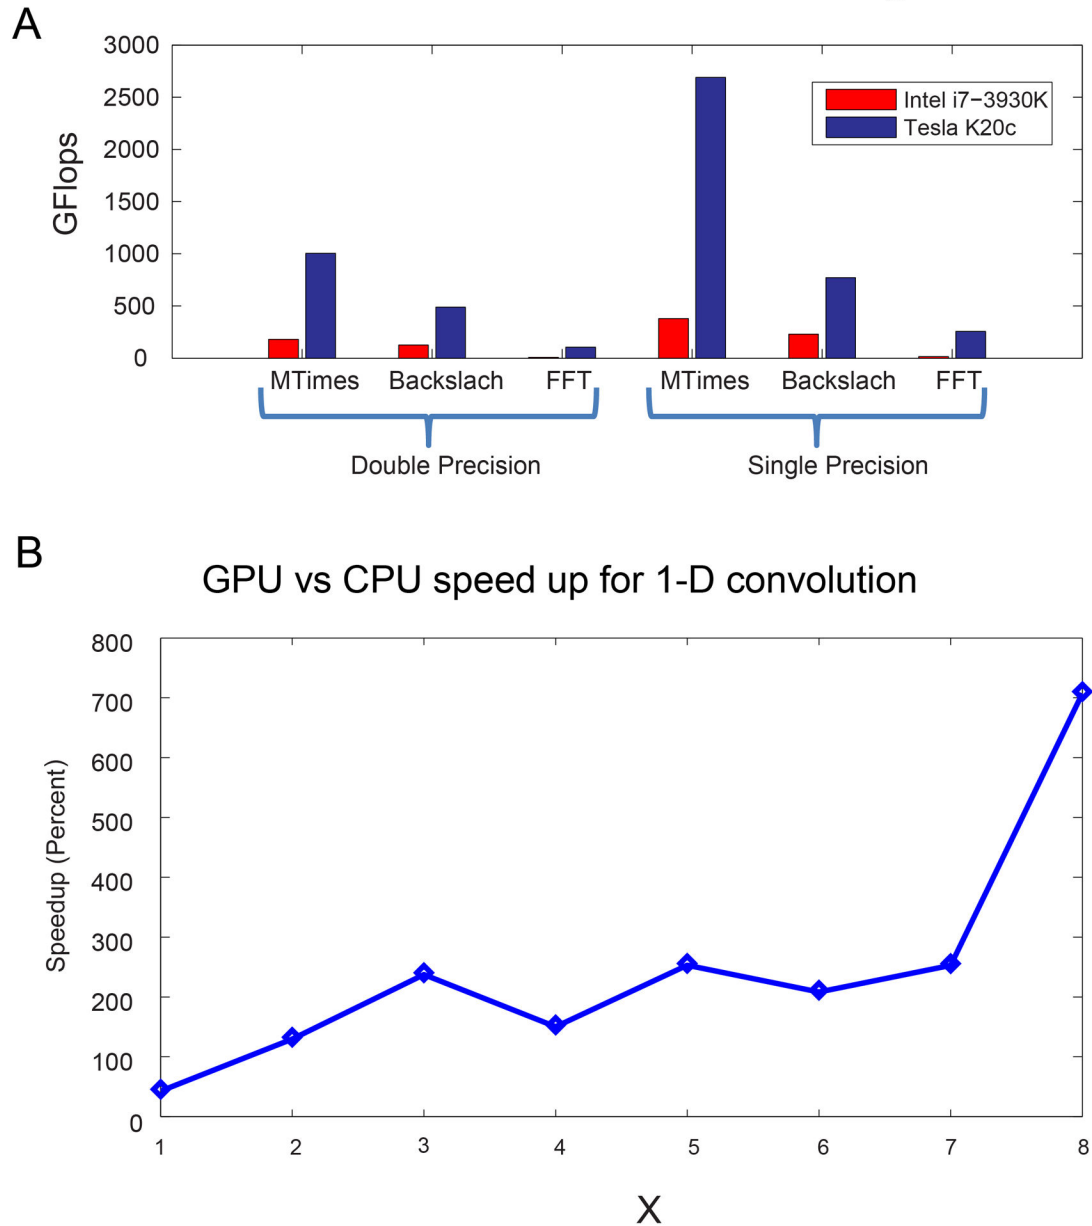 A
3000
2500
2000
1500
1000
500
0
GFlops
Intel i7-3930K
Tesla K20c
MTimes Backslach FFT MTimes Backslach FFT
Double Precision Single Precision
B
GPU vs CPU speed up for 1-D convolution
800
700
600
500
400
300
200
100
0
Speedup (Percent)
1 2 3 4 5 6 7 8
X